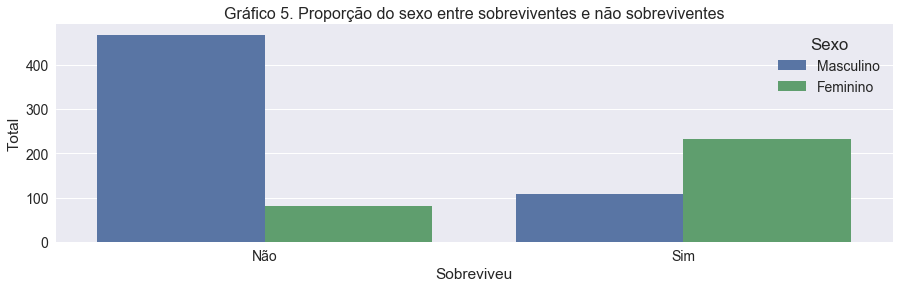 Gráfico 5. Proporção do sexo entre sobreviventes e não sobreviventes
Sexo
Masculino
Feminino
Total
400
300
200
100
0
Não
Sim
Sobreviveu